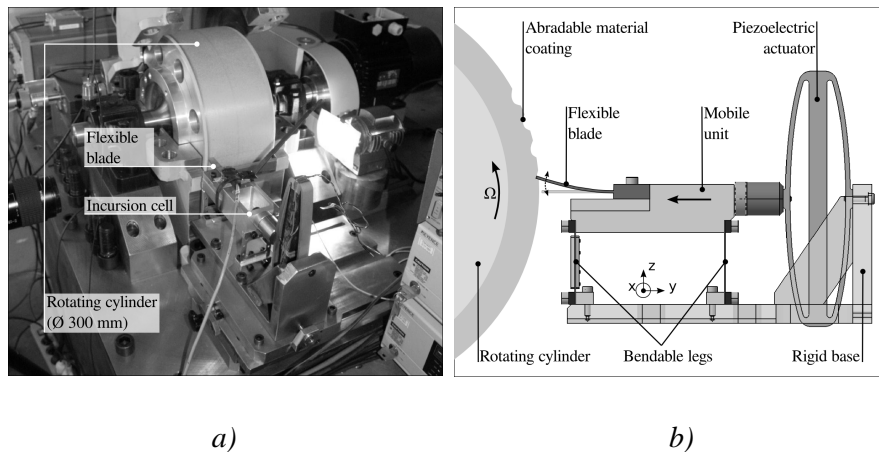 Flexible
blade
Incursion cell
Rotating cylinder
(Ø 300 mm)
a)
Abradable material
coating
Piezoelectric
actuator
Flexible
blade
Mobile
unit
Ω
z
x
y
Rotating cylinder
Bendable legs
Rigid base
b)